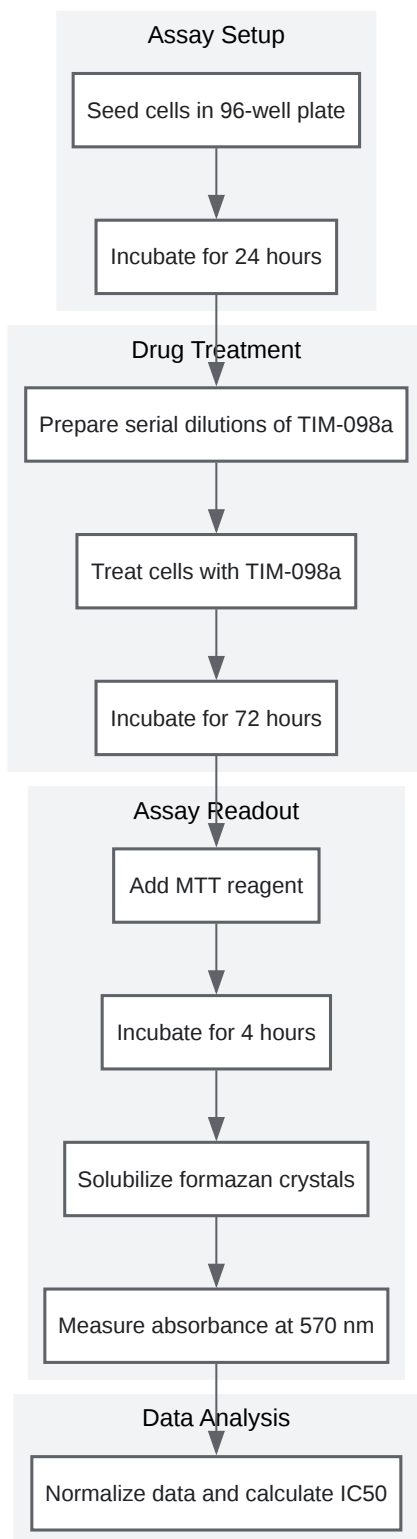 Assay Setup
Seed cells in 96-well plate
Incubate for 24 hours
Drug Treatment
Prepare serial dilutions of TIM-098a
Treat cells with TIM-098a
Incubate for 72 hours
Assay Readout
Add MTT reagent
Incubate for 4 hours
Solubilize formazan crystals
Measure absorbance at 570 nm
Data Analysis
Normalize data and calculate IC50